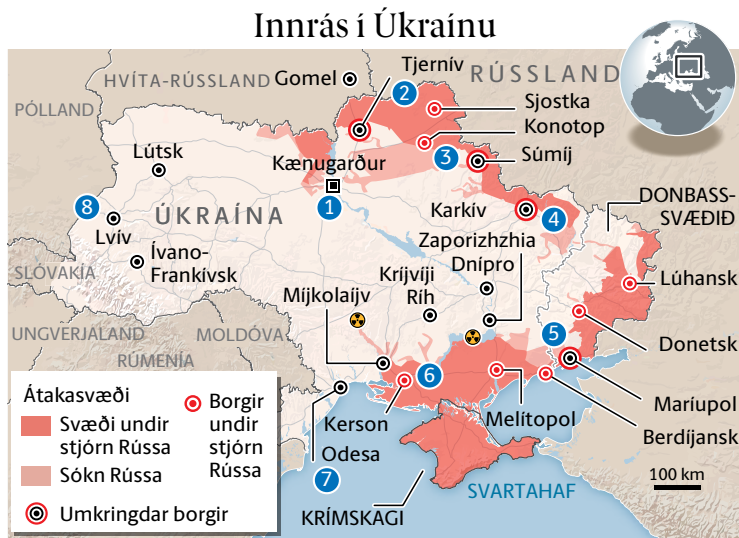 Innrás í Úkraínu
Tjernív
HVÍTA-RÚSSLAND
Gomel
RÚSSLAND
PÓLLAND
2
Sjostka
Konotop
Súmíj
Lútsk
Kænugarður
3
1
8
ÚKRAÍNA
Lvív
Karkív
4
DONBASS-
SVÆÐIÐ
Ívano-
Frankívsk
Zaporizhzhia
Dnípro
SLÓVAKÍA
Kríjvíji
Ríh
Lúhansk
Míjkolaíjv
UNGVERJALAND
MOLDÓVA
RÚMENÍA
5
Donetsk
6
Maríupol
Berdíjansk
Melítopol
Kerson
Odesa
7
KRÍMSKAGI
SVARTAHAF
100 km
Átakasvæði
Svæði undir
stjórn Rússa
Sókn Rússa
Borgir
undir
stjórn
Rússa
Umkringdar borgir